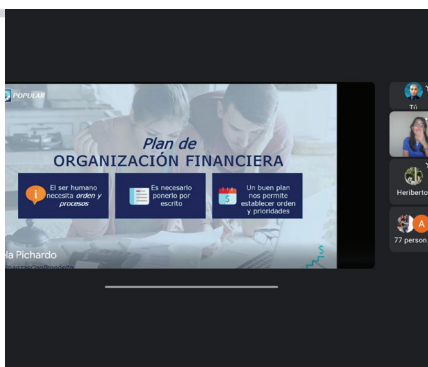 POPULAR
Plan de
ORGANIZACIÓN FINANCIERA
El ser humano
necesita orden y
procesos
Es necesario
ponerlo por
escrito
Un buen plan
nos permite
establecer orden
y prioridades
Pichardo
Tú
Heriberto
A
77 person